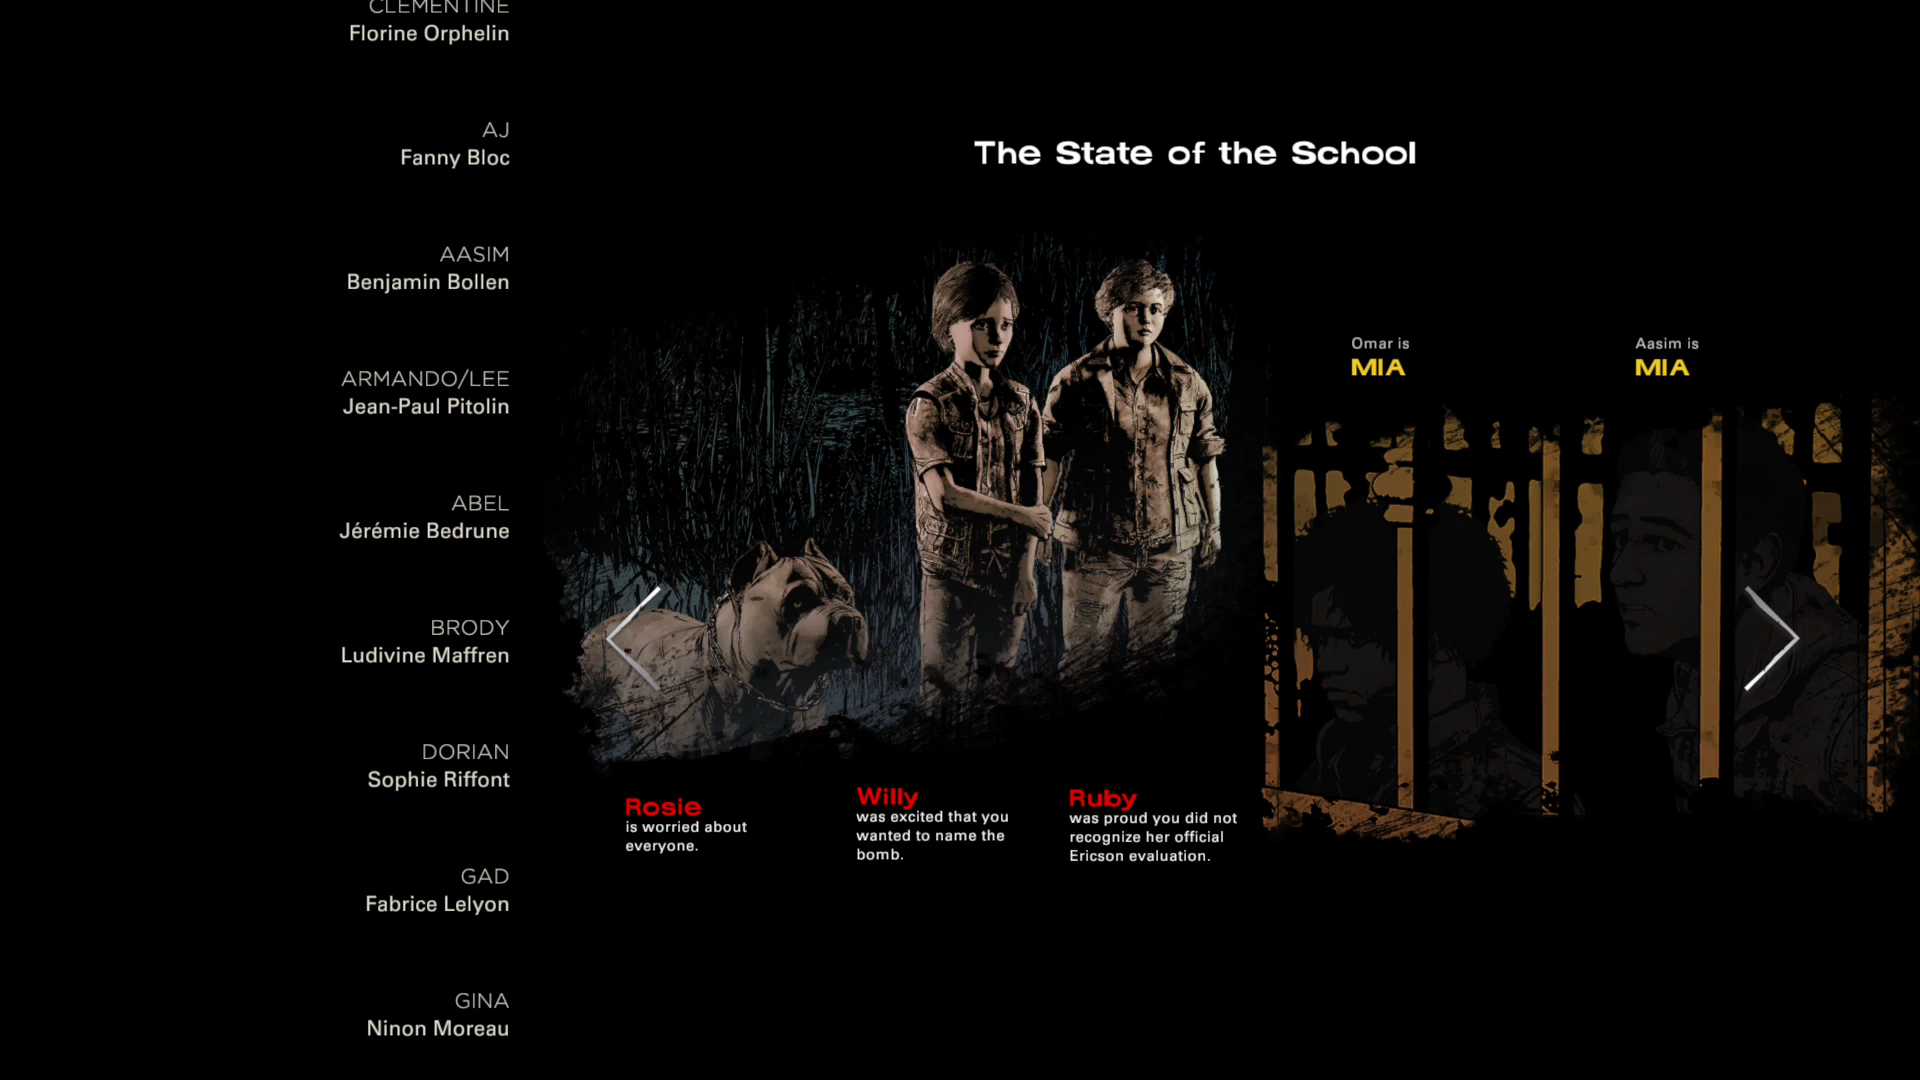 CLEMENTINE
Florine Orphelin
AJ
Fanny Bloc
AASIM
Benjamin Bollen
ARMANDO/LEE
Jean-Paul Pitolin
ABEL
Jérémie Bedrune
BRODY
Ludivine Maffren
DORIAN
Sophie Riffont
GAD
Fabrice Lelyon
GINA
Ninon Moreau
The State of the School
Omar is
MIA
Aasim is
MIA
Rosie
is worried about
everyone.
Willy
was excited that you
wanted to name the
bomb.
Ruby
was proud you did not
recognize her official
Ericson evaluation.